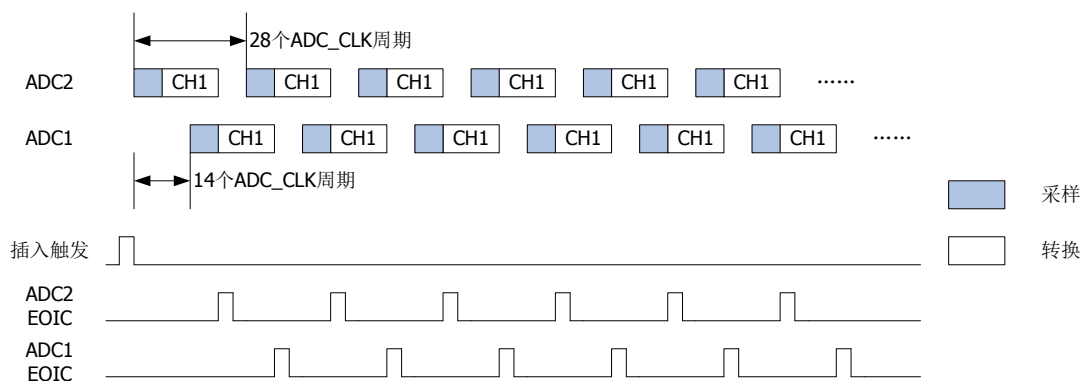 28个ADC_CLK周期
ADC2 CH1 CH1 CH1 CH1 CH1 CH1 ……
ADC1 CH1 CH1 CH1 CH1 CH1 CH1 ……
14个ADC_CLK周期
采样
插入触发
转换
ADC2
EOIC
ADC1
EOIC